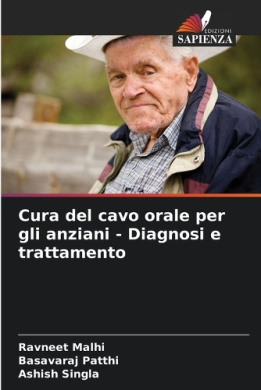 EDIZIONI
SAPIENZA
Cura del cavo orale per
gli anziani - Diagnosi e
trattamento
Ravneet Malhi
Basavaraj Patthi
Ashish Singla